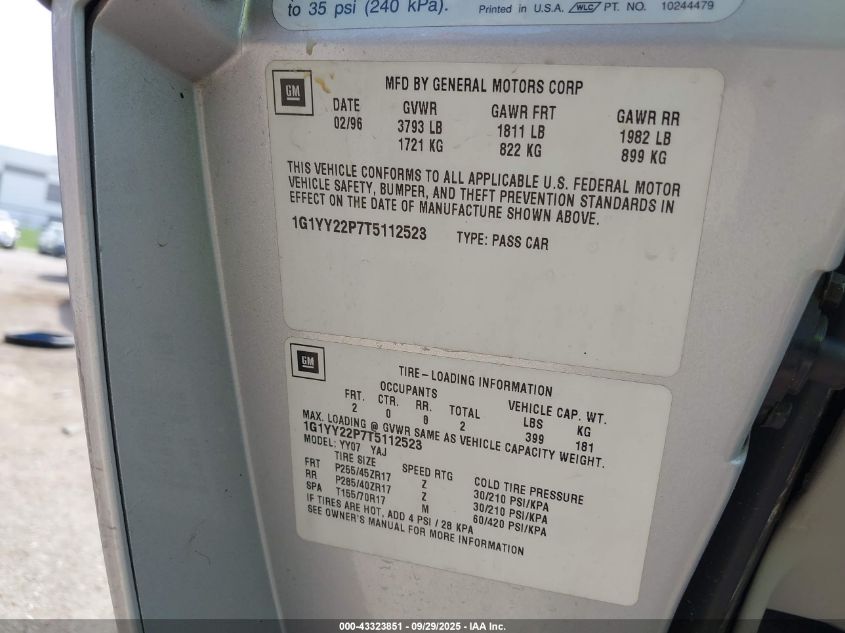 to 35 psi (240 kPa). Printed in U.S.A. WLC PT. NO. 10244479
GM
MFD BY GENERAL MOTORS CORP
DATE GVWR GAWR FRT GAWR RR
02/96 3793 LB 1811 LB 1982 LB
1721 KG 822 KG 899 KG
THIS VEHICLE CONFORMS TO ALL APPLICABLE U.S. FEDERAL MOTOR
VEHICLE SAFETY, BUMPER, AND THEFT PREVENTION STANDARDS IN
EFFECT ON THE DATE OF MANUFACTURE SHOWN ABOVE.
1G1YY22P7T5112523 TYPE: PASS CAR
GM
TIRE-LOADING INFORMATION
OCCUPANTS VEHICLE CAP. WT.
FRT. CTR. RR. TOTAL LBS KG
2 0 0 2 399 181
MAX. LOADING @ GVWR SAME AS VEHICLE CAPACITY WEIGHT.
1G1YY22P7T5112523
MODEL: YY07 YAJ
TIRE SIZE SPEED RTG COLD TIRE PRESSURE
FRT P255/45ZR17 Z 30/210 PSI/KPA
RR P285/40ZR17 Z 30/210 PSI/KPA
SPA T155/70R17 M 60/420 PSI/KPA
IF TIRES ARE HOT, ADD 4 PSI / 28 KPA
SEE OWNER'S MANUAL FOR MORE INFORMATION
000-43323851 | 09/29/2025 - IAA Inc.